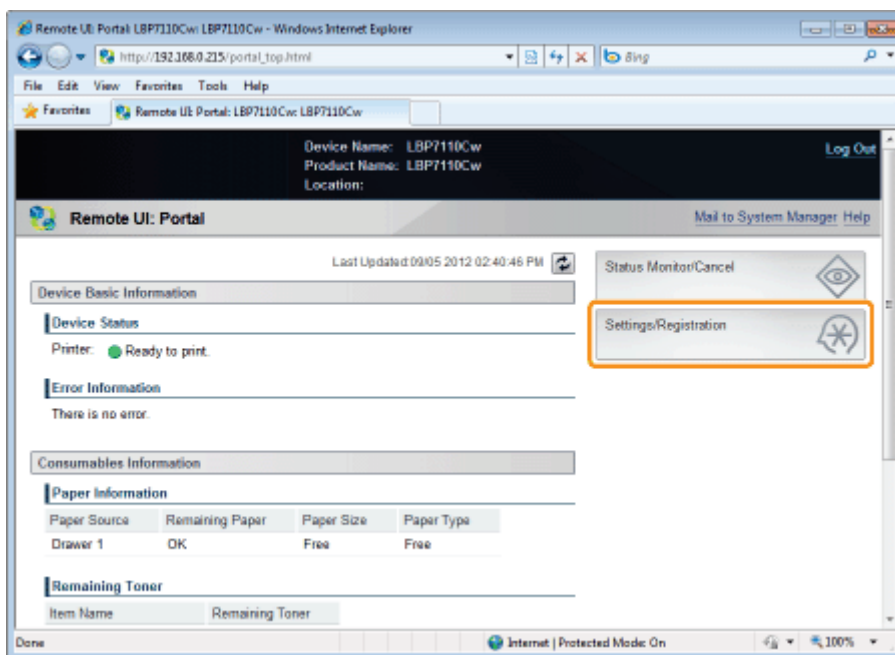 Remote UI: Portal: LBP7110Cw: LBP7110Cw - Windows Internet Explorer
http://192.168.0.215/portal_top.html
Bing
File Edit View Favorites Tools Help
Favorites Remote UI: Portal: LBP7110Cw: LBP7110Cw
Device Name: LBP7110Cw
Product Name: LBP7110Cw
Location:
Log Out
Remote UI: Portal
Mail to System Manager Help
Last Updated:09/05 2012 02:40:46 PM
Status Monitor/Cancel
Device Basic Information
Device Status
Settings/Registration
Printer: Ready to print.
Error Information
There is no error.
Consumables Information
Paper Information
Paper Source Remaining Paper Paper Size Paper Type
Drawer 1 OK Free Free
Remaining Toner
Item Name Remaining Toner
Done Internet | Protected Mode: On 100%